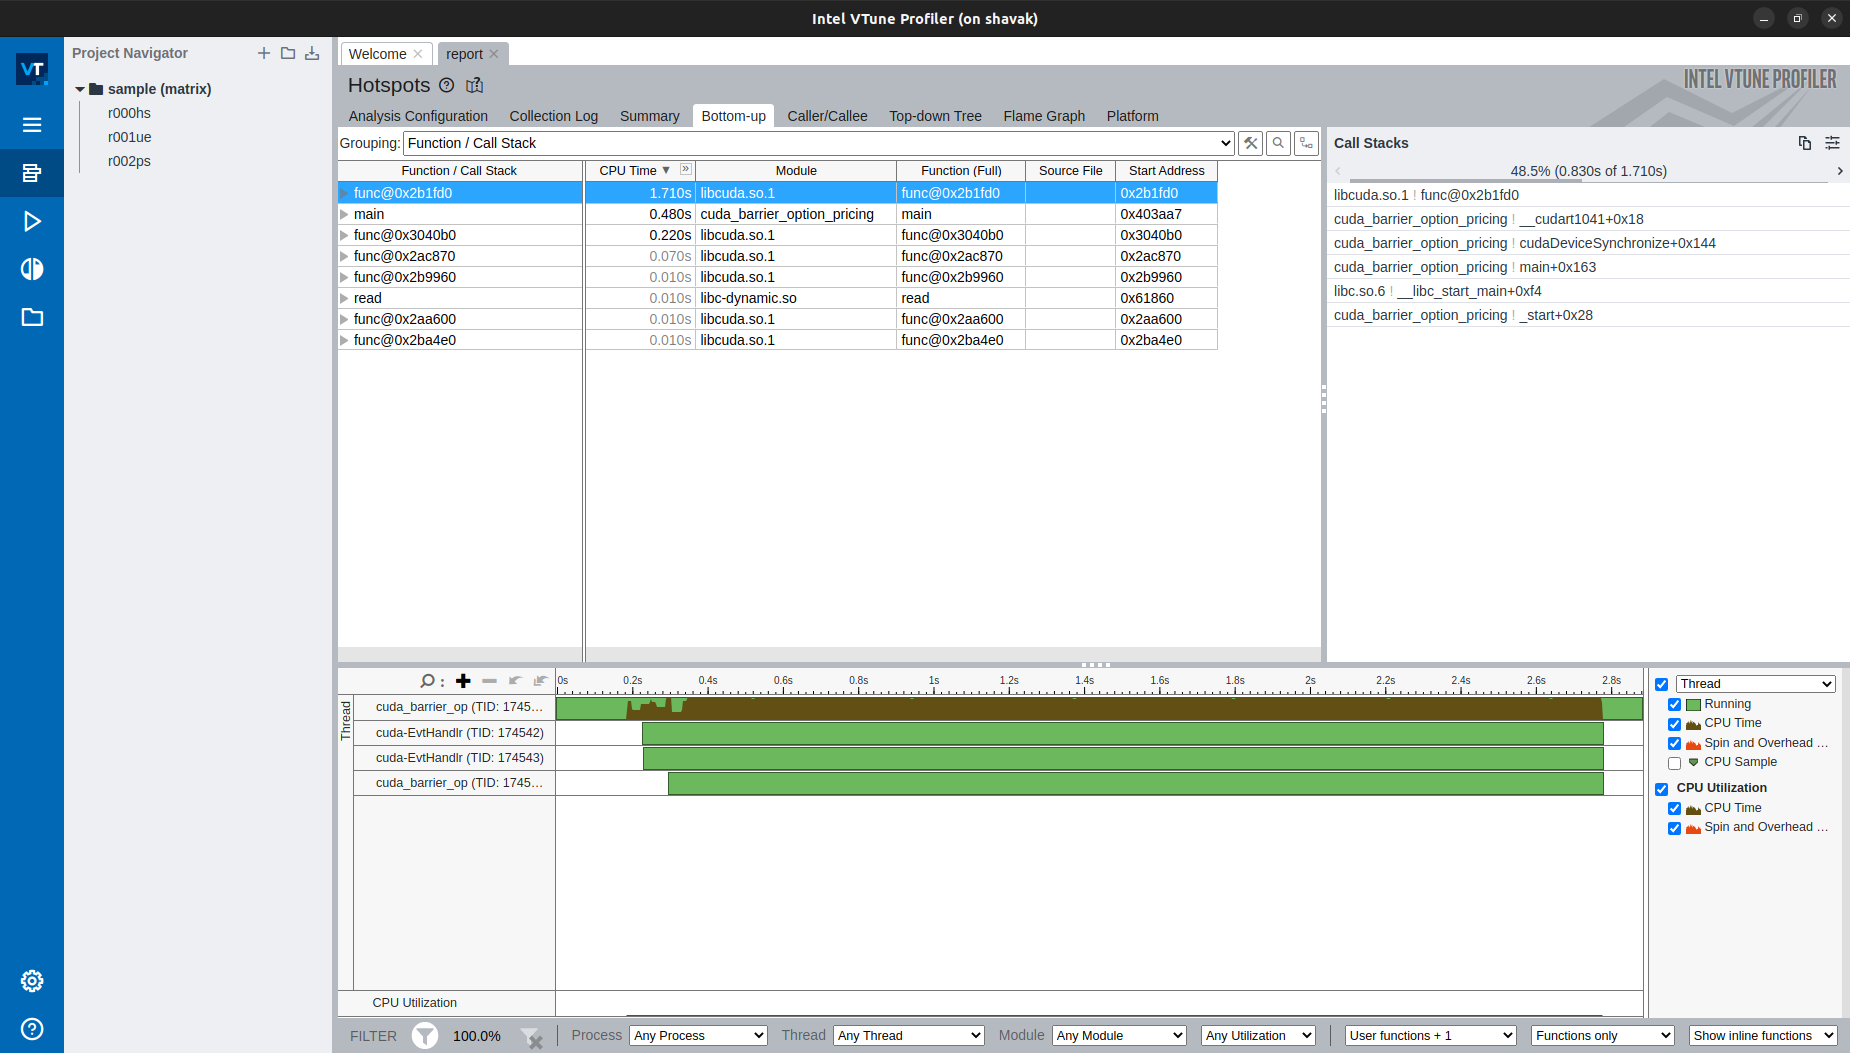 Intel VTune Profiler (on shavak)
VT
Project Navigator
sample (matrix)
r000hs
r001ue
r002ps
Welcome
report
Hotspots
INTEL VTUNE PROFILER
Analysis Configuration Collection Log Summary Bottom-up Caller/Callee Top-down Tree Flame Graph Platform
Grouping: Function / Call Stack
Function / Call Stack CPU Time Module Function (Full) Source File Start Address
func@0x2b1fd0 1.710s libcuda.so.1 func@0x2b1fd0 0x2b1fd0
main 0.480s cuda_barrier_option_pricing main 0x403aa7
func@0x3040b0 0.220s libcuda.so.1 func@0x3040b0 0x3040b0
func@0x2ac870 0.070s libcuda.so.1 func@0x2ac870 0x2ac870
func@0x2b9960 0.010s libcuda.so.1 func@0x2b9960 0x2b9960
read 0.010s libc-dynamic.so read 0x61860
func@0x2aa600 0.010s libcuda.so.1 func@0x2aa600 0x2aa600
func@0x2ba4e0 0.010s libcuda.so.1 func@0x2ba4e0 0x2ba4e0
Call Stacks
48.5% (0.830s of 1.710s)
libcuda.so.1 ! func@0x2b1fd0
cuda_barrier_option_pricing ! __cudart1041+0x18
cuda_barrier_option_pricing ! cudaDeviceSynchronize+0x144
cuda_barrier_option_pricing ! main+0x163
libc.so.6 ! __libc_start_main+0xf4
cuda_barrier_option_pricing ! _start+0x28
0s 0.2s 0.4s 0.6s 0.8s 1s 1.2s 1.4s 1.6s 1.8s 2s 2.2s 2.4s 2.6s 2.8s
Thread
cuda_barrier_op (TID: 1745...
cuda-EvtHandlr (TID: 174542)
cuda-EvtHandlr (TID: 174543)
cuda_barrier_op (TID: 1745...
CPU Utilization
Thread
Running
CPU Time
Spin and Overhead ...
CPU Sample
CPU Utilization
CPU Time
Spin and Overhead ...
FILTER 100.0% Process Any Process Thread Any Thread Module Any Module Any Utilization User functions + 1 Functions only Show inline functions